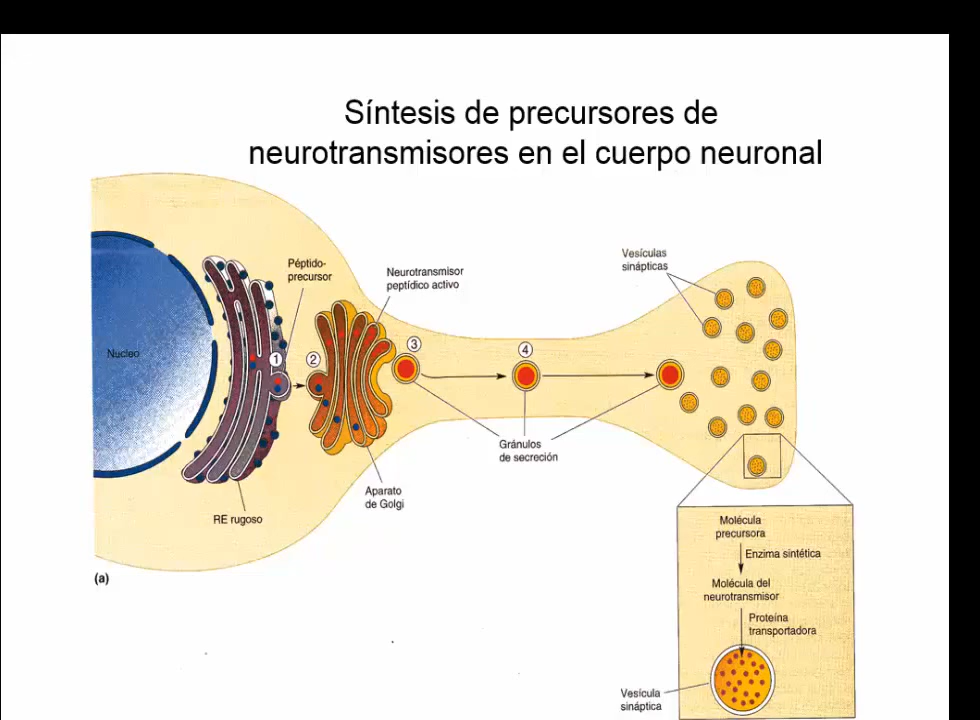 Síntesis de precursores de
neurotransmisores en el cuerpo neuronal
Vesículas
sinápticas
Péptido-
precursor
Neurotransmisor
peptídico activo
Núcleo
1
2
3
4
Gránulos
de secreción
Aparato
de Golgi
RE rugoso
(a)
Molécula
precursora
Enzima sintética
Molécula del
neurotransmisor
Proteína
transportadora
Vesícula
sináptica